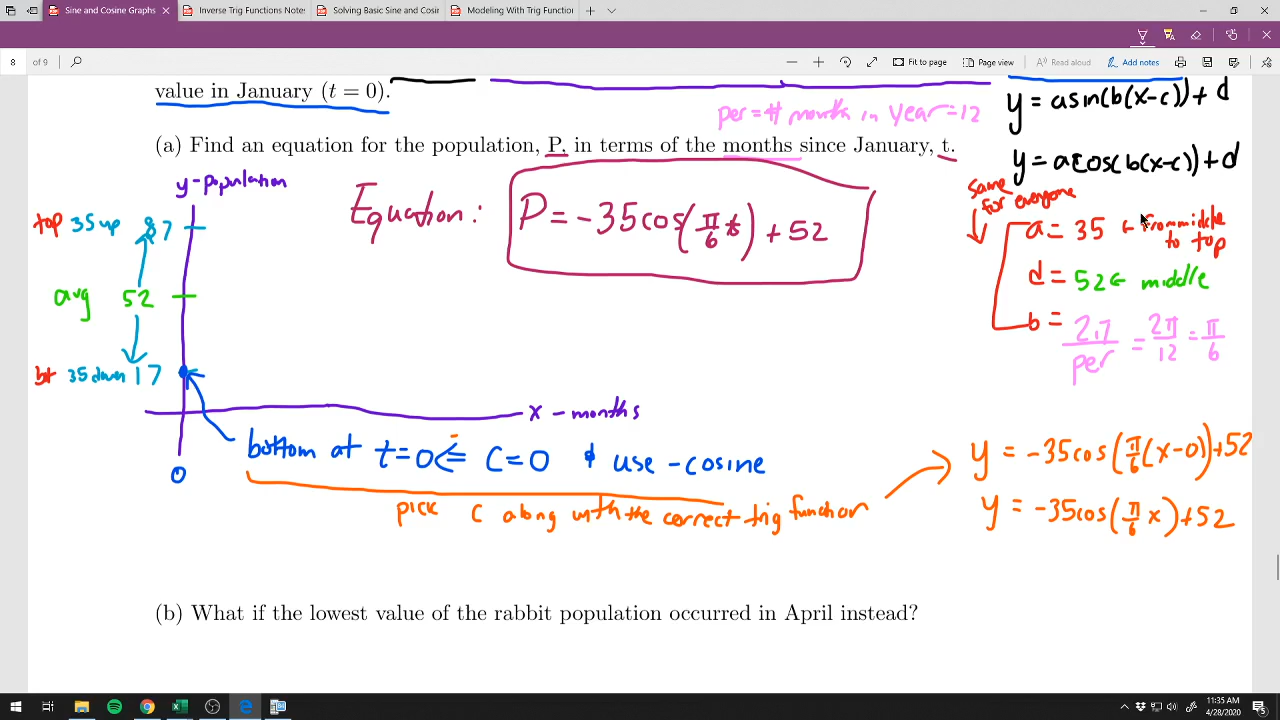 Sine and Cosine Graphs
Inverse Trig Functions Notes
Solving Basic Sine and Cosin
Modeling With Trig Function
8 of 9
Fit to page
Page view
Read aloud
Add notes
value in January (t = 0).
per = # months in year = 12
y = a sin(b(x-c)) + d
(a) Find an equation for the population, P, in terms of the months since January, t.
y = a cos(b(x-c)) + d
y - population
Equation: P = -35cos(π/6 t) + 52
same for everyone
top 35 up 87
a = 35 ← from middle to top
avg 52
d = 52 ← middle
b = 2π/per = 2π/12 = π/6
bot 35 down 17
x - months
0
bottom at t=0 ⇐ C=0 & use -cosine
y = -35cos(π/6(x-0))+52
pick C along with the correct trig function
y = -35cos(π/6 x)+52
(b) What if the lowest value of the rabbit population occurred in April instead?
11:35 AM
4/28/2020